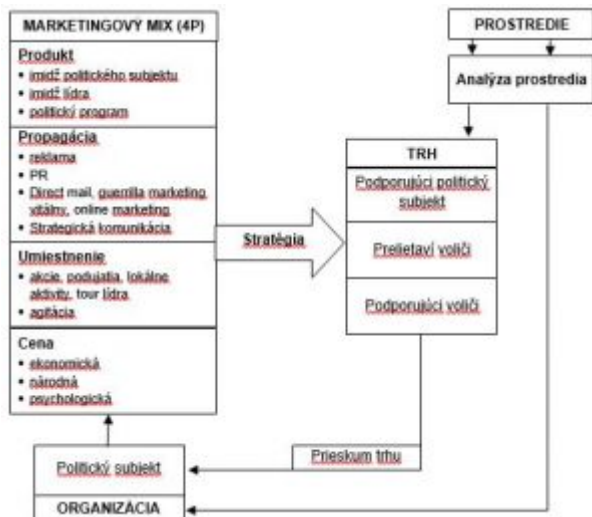 MARKETINGOVÝ MIX (4P)
Produkt
• imidž politického subjektu
• imidž lídra
• politický program
Propagácia
• reklama
• PR
• Direct mail, guerrilla marketing
vitálny, online marketing
• Strategická komunikácia
Umiestnenie
• akcie, podujatia, lokálne
aktivity, tour lídra
• agitácia
Cena
• ekonomická
• národná
• psychologická
Politický subjekt
ORGANIZÁCIA
Stratégia
PROSTREDIE
Analýza prostredia
TRH
Podporujúci politický
subjekt
Prelietaví voliči
Podporujúci voliči
Prieskum trhu